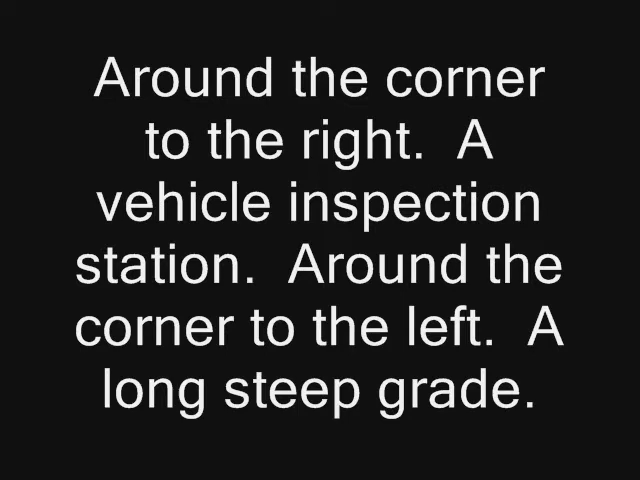 Around the corner
to the right.  A
vehicle inspection
station.  Around the
corner to the left.  A
long steep grade.